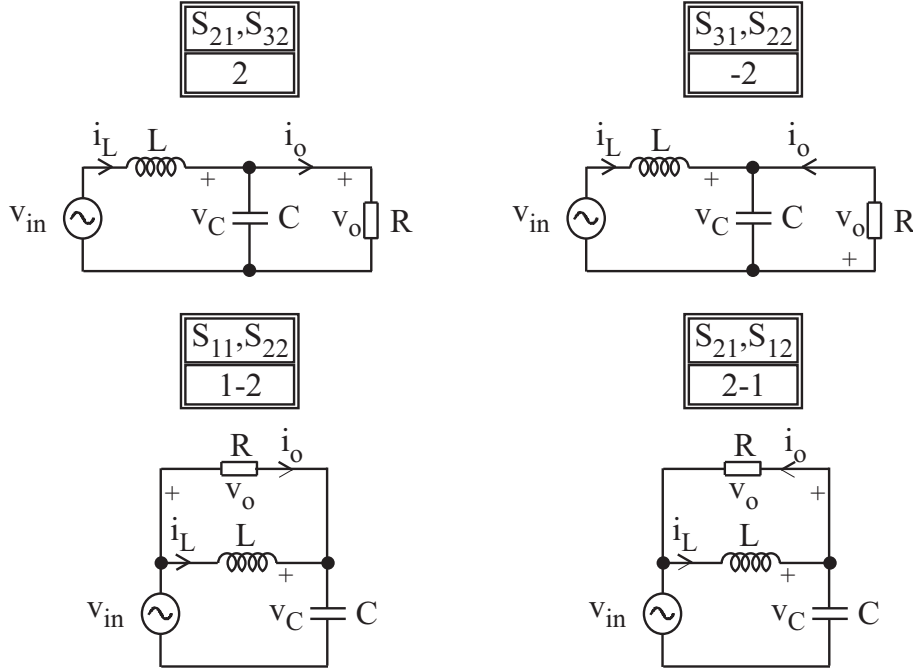 S21,S32
2
iL L io
+ +
vin vC C vo R
S31,S22
-2
iL L io
+
vin vC C vo R
+
S11,S22
1-2
R io
+ vo
iL L
+
vin vC C
S21,S12
2-1
R io
vo +
iL L
+
vin vC C